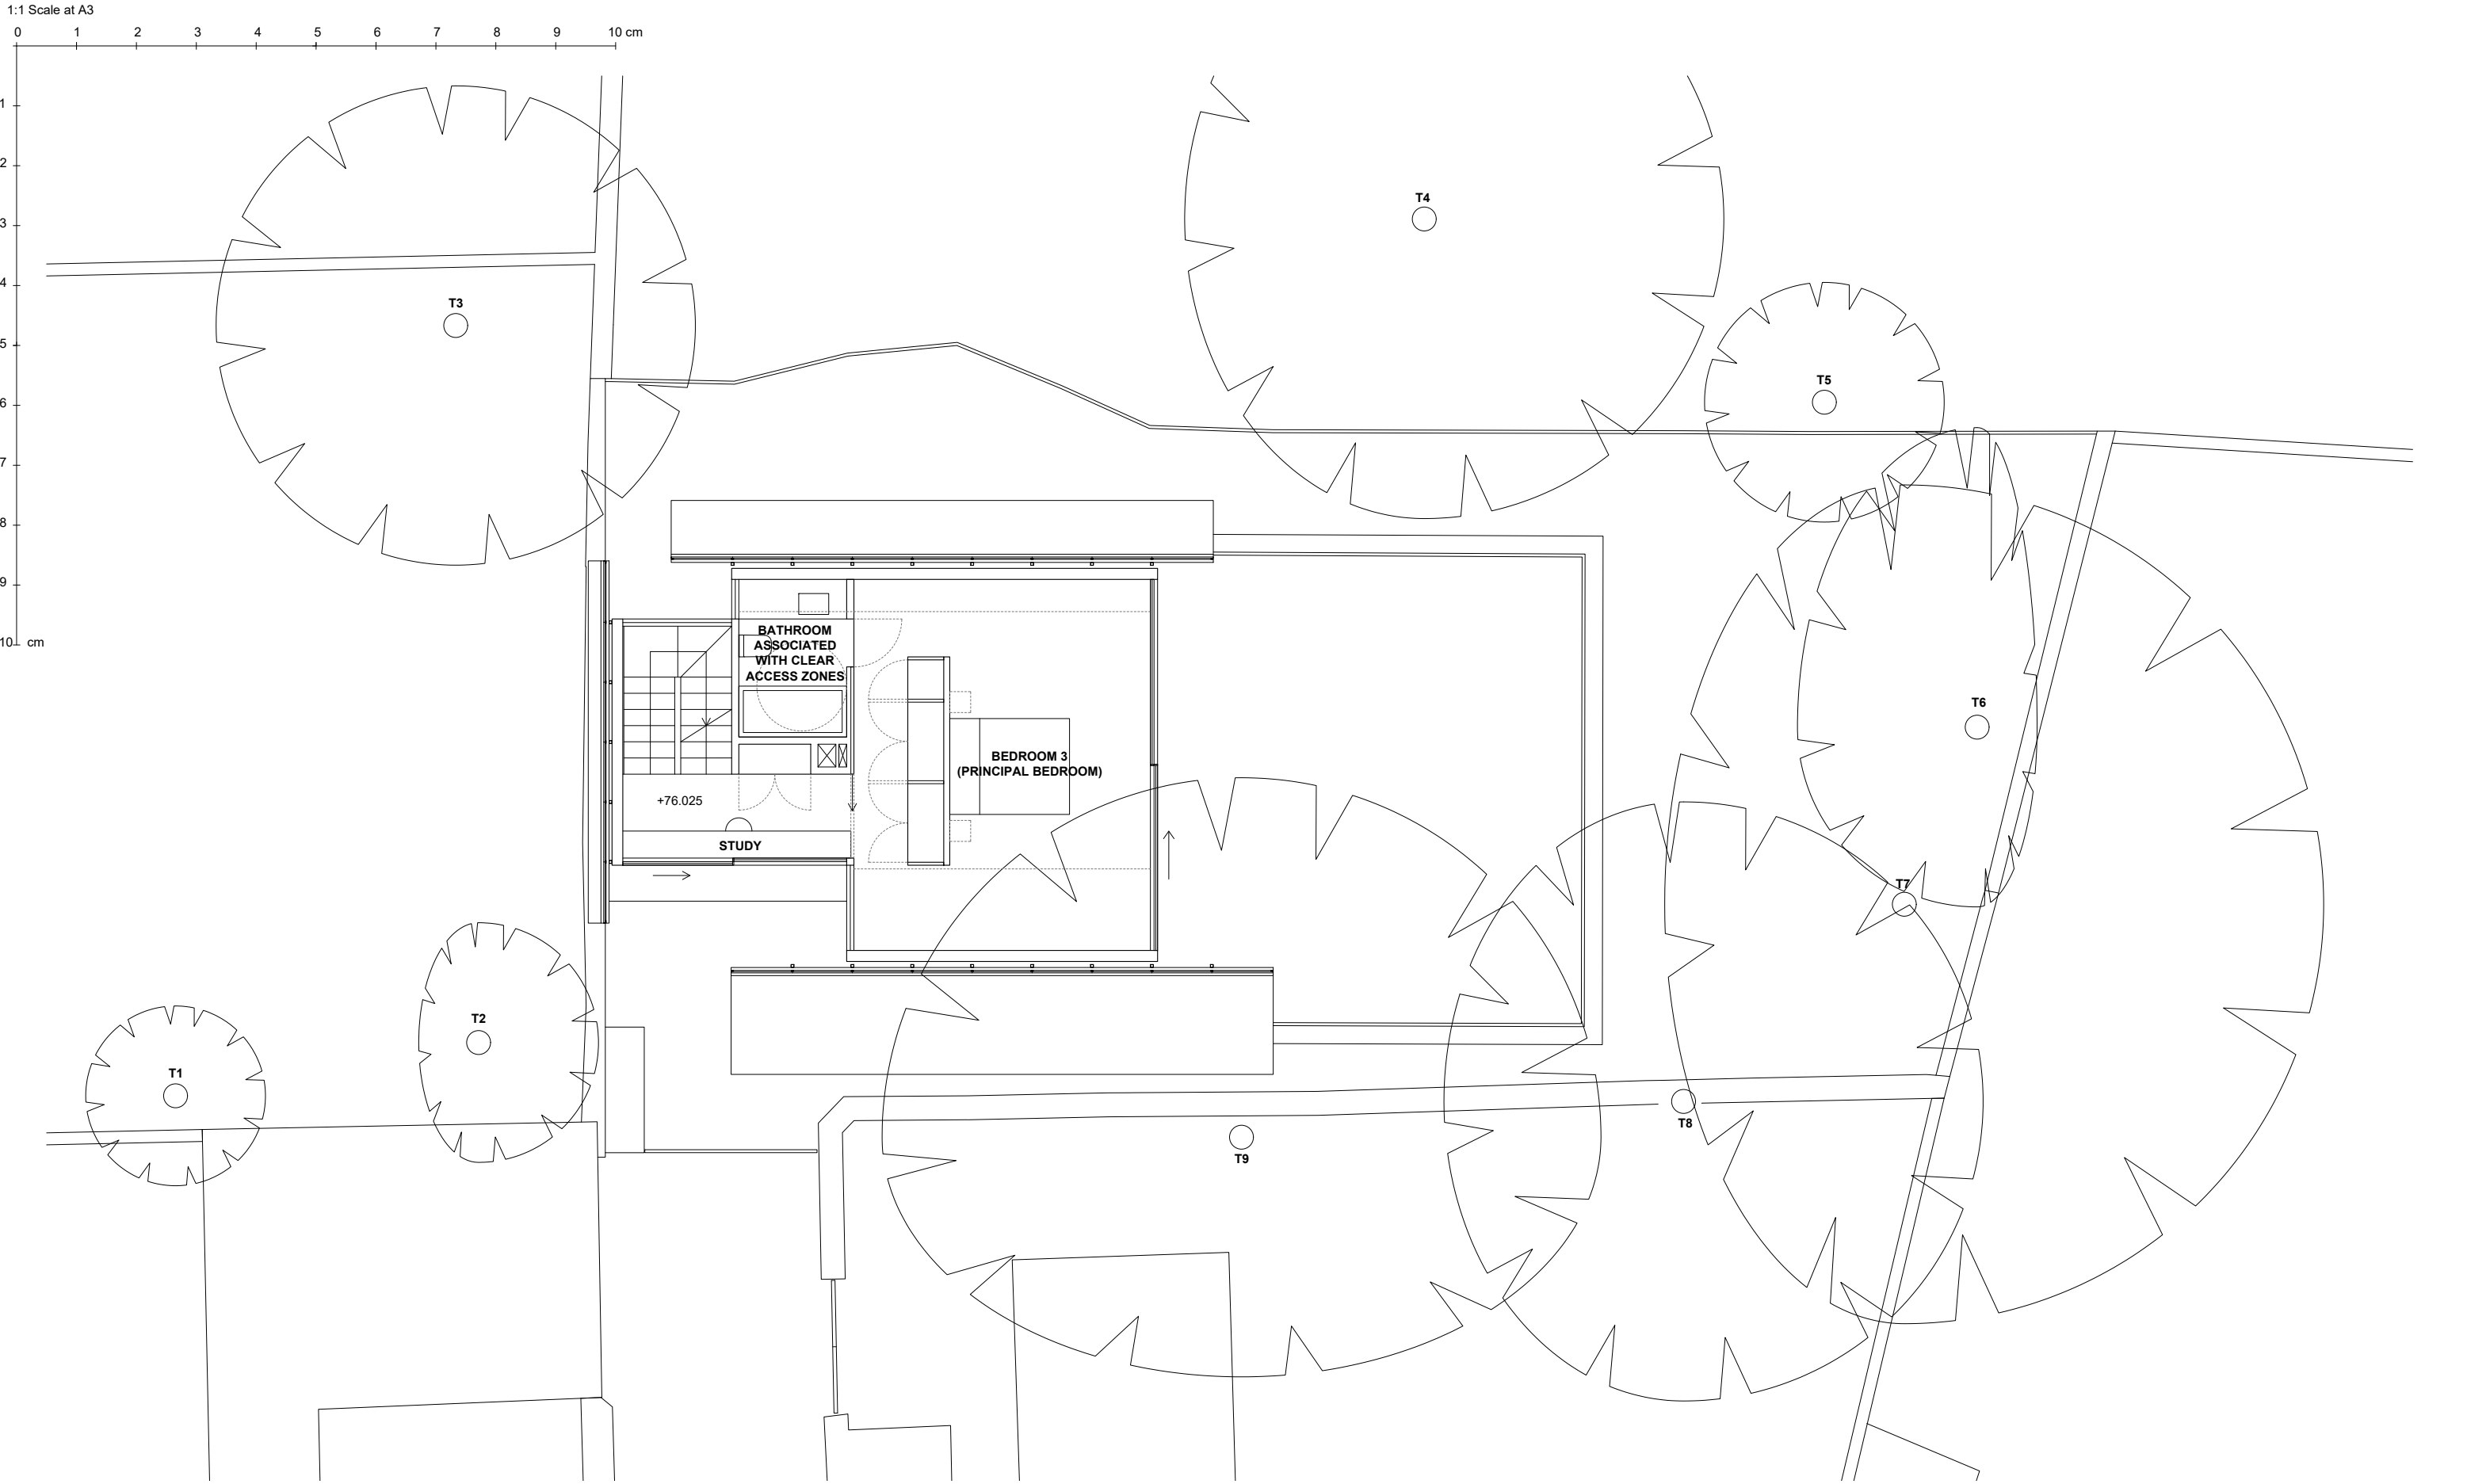 1:1 Scale at A3
0 1 2 3 4 5 6 7 8 9 10 cm
1
2
3
4
5
6
7
8
9
10 cm
T4
T3
T5
BATHROOM
ASSOCIATED
WITH CLEAR
ACCESS ZONES
T6
BEDROOM 3
(PRINCIPAL BEDROOM)
+76.025
STUDY
T7
T2
T1
T8
T9